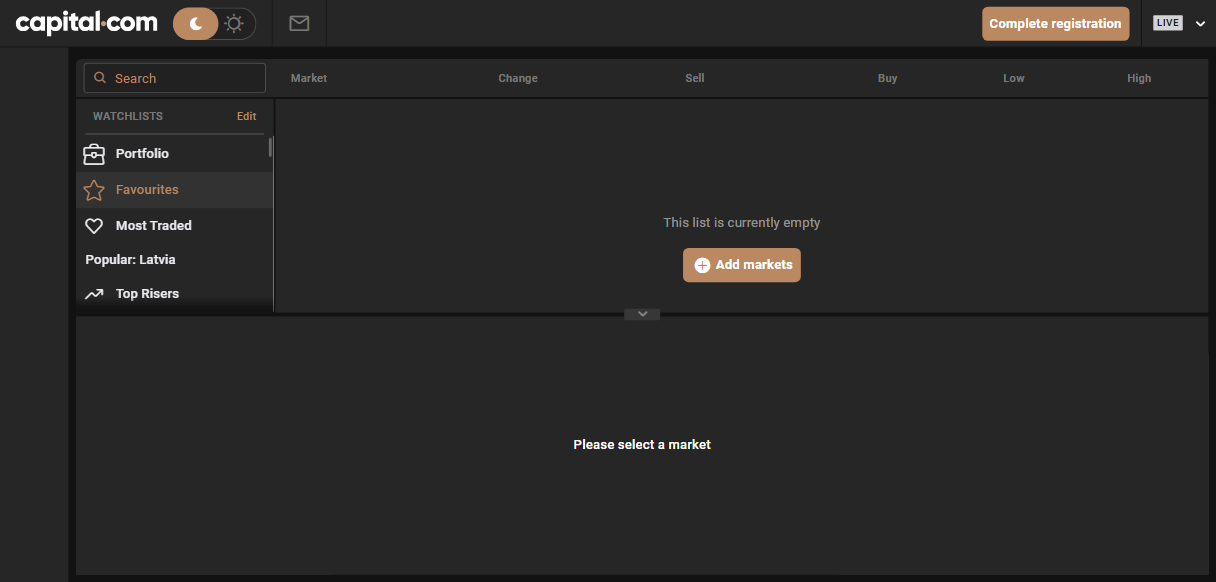 capital.com
Complete registration
LIVE
Search
Market Change Sell Buy Low High
WATCHLISTS Edit
Portfolio
Favourites
Most Traded
Popular: Latvia
Top Risers
This list is currently empty
Add markets
Please select a market